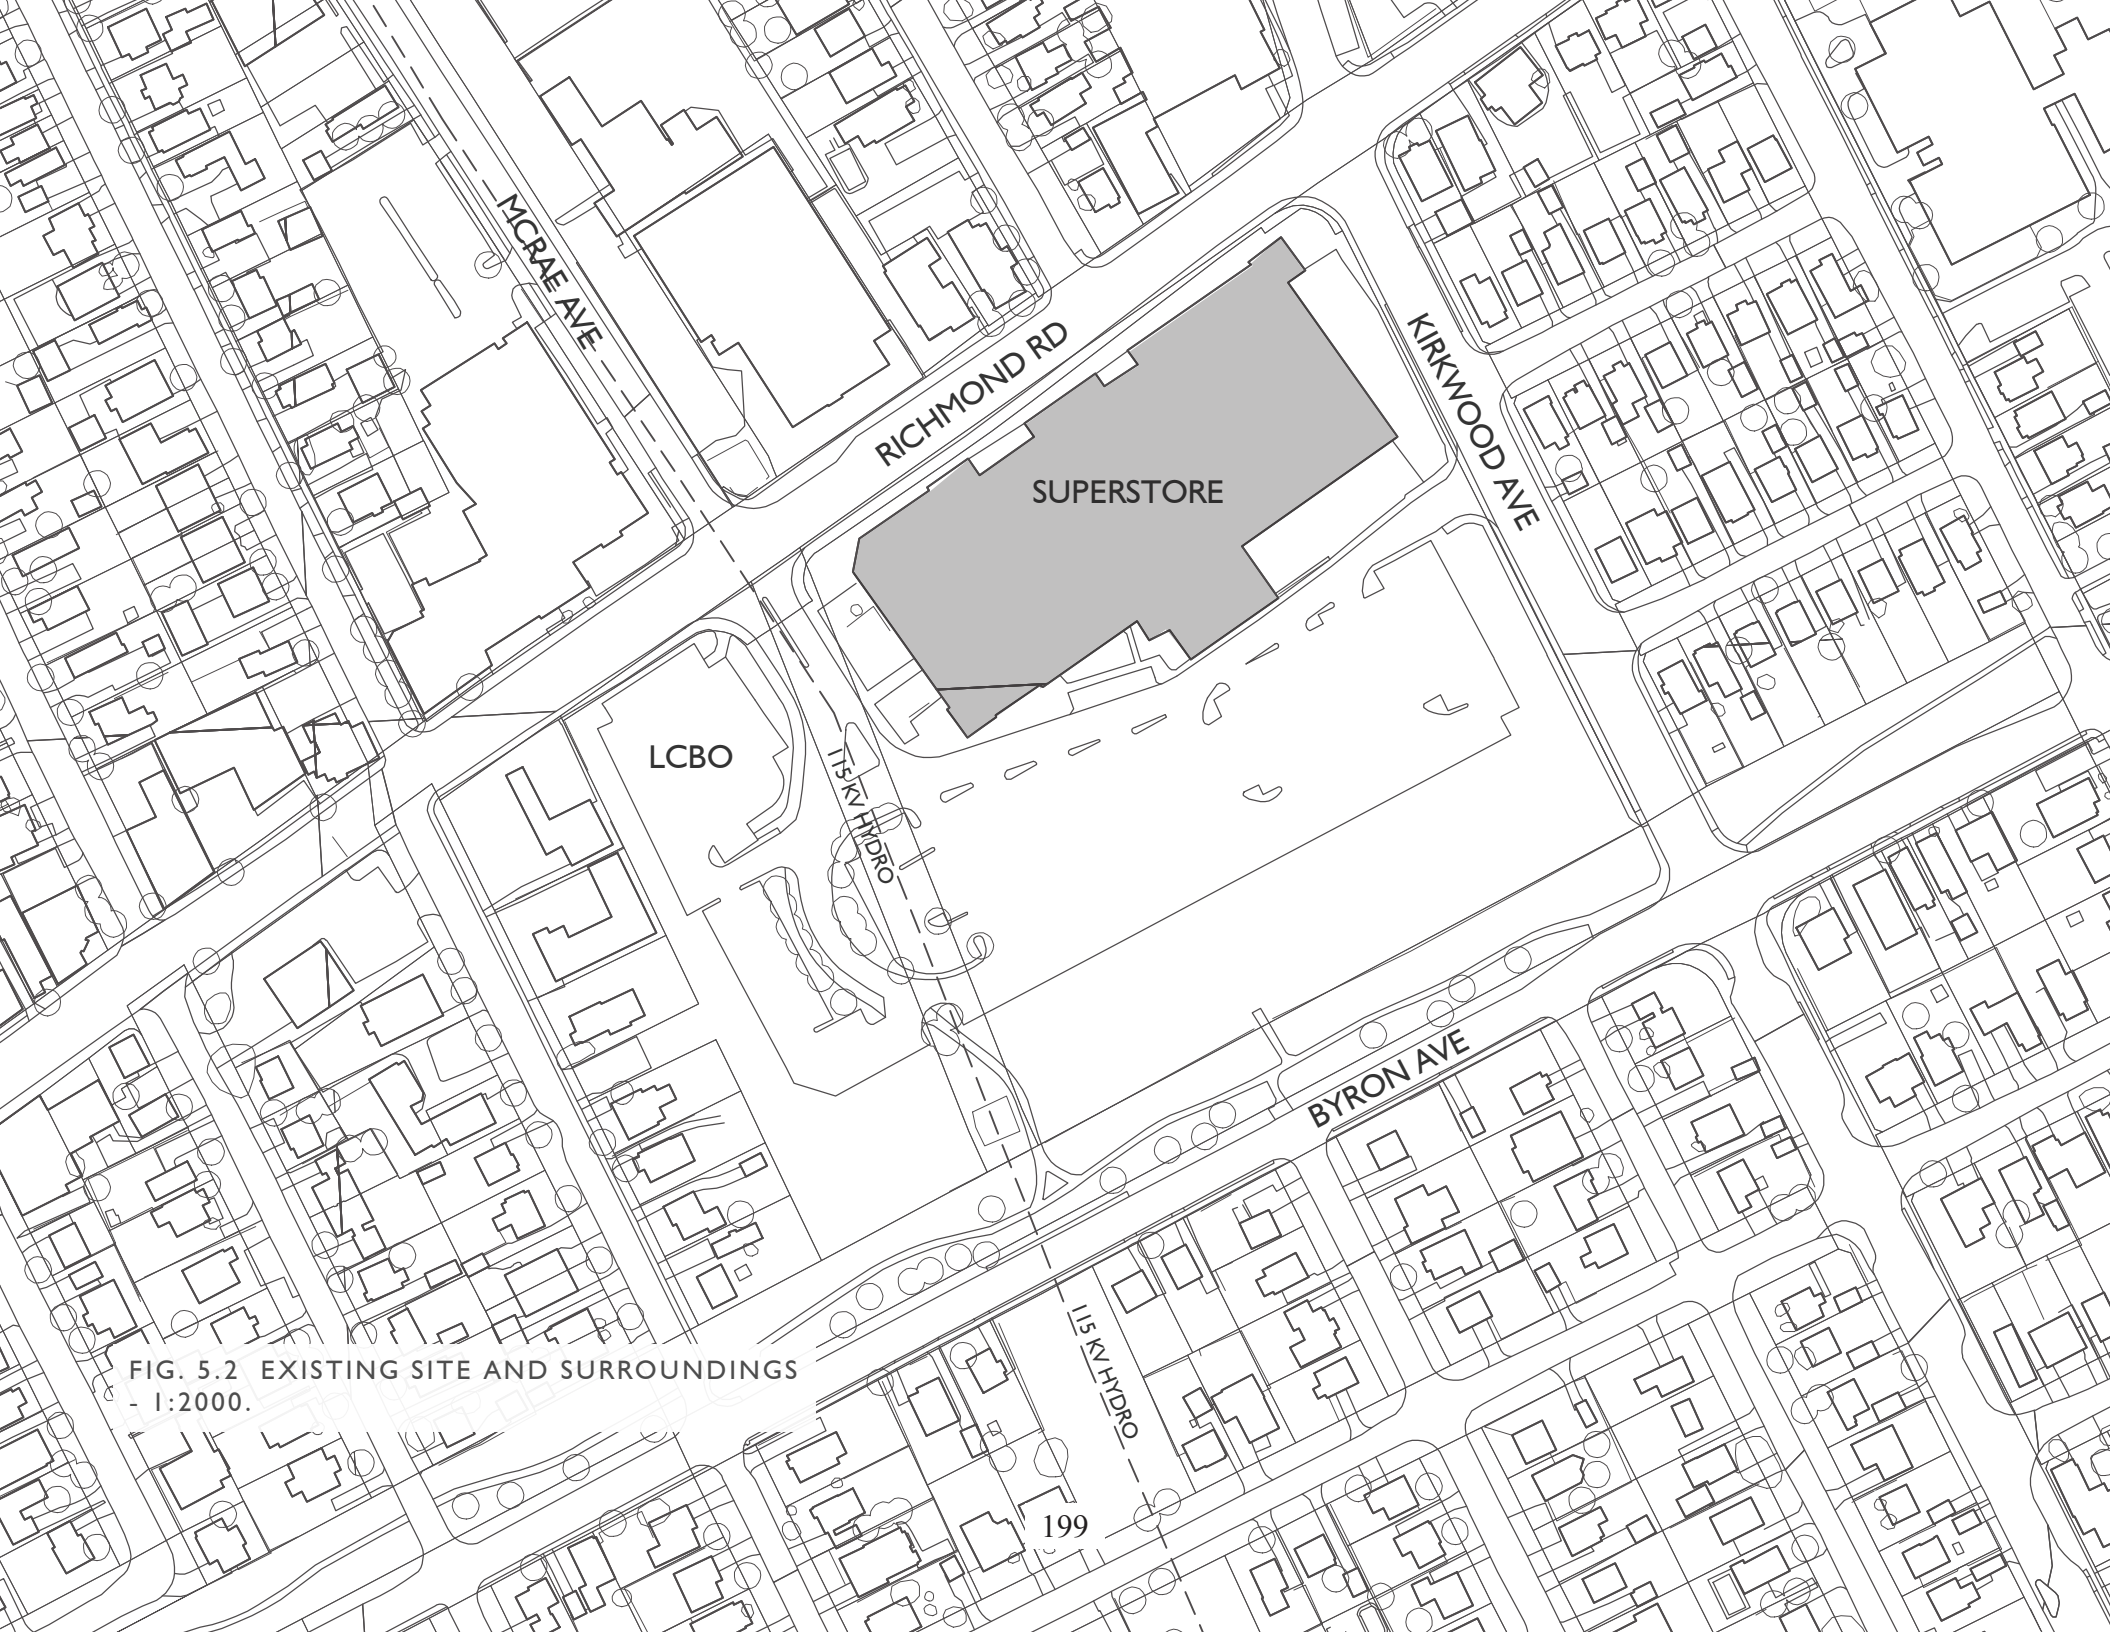 MCRAE AVE
RICHMOND RD
KIRKWOOD AVE
SUPERSTORE
LCBO
115 KV HYDRO
BYRON AVE
115 KV HYDRO
FIG. 5.2 EXISTING SITE AND SURROUNDINGS
- 1:2000.
199